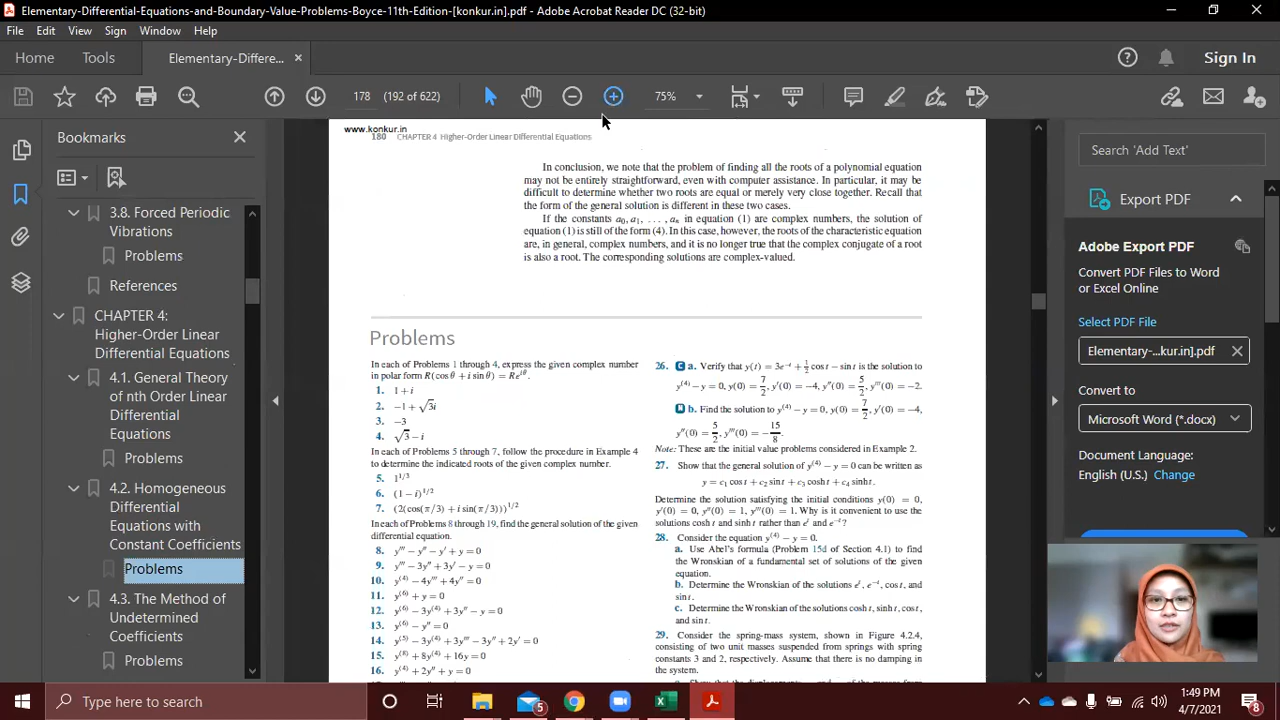 Elementary-Differential-Equations-and-Boundary-Value-Problems-Boyce-11th-Edition-[konkur.in].pdf - Adobe Acrobat Reader DC (32-bit)
File Edit View Sign Window Help
Home Tools Elementary-Differe... × Sign In
178 (192 of 622) 75%
Bookmarks
3.8. Forced Periodic
Vibrations
Problems
References
CHAPTER 4:
Higher-Order Linear
Differential Equations
4.1. General Theory
of nth Order Linear
Differential
Equations
Problems
4.2. Homogeneous
Differential
Equations with
Constant Coefficients
Problems
4.3. The Method of
Undetermined
Coefficients
Problems
www.konkur.in
180 CHAPTER 4 Higher-Order Linear Differential Equations
In conclusion, we note that the problem of finding all the roots of a polynomial equation
may not be entirely straightforward, even with computer assistance. In particular, it may be
difficult to determine whether two roots are equal or merely very close together. Recall that
the form of the general solution is different in these two cases.
If the constants a₀, a₁, . . . , aₙ in equation (1) are complex numbers, the solution of
equation (1) is still of the form (4). In this case, however, the roots of the characteristic equation
are, in general, complex numbers, and it is no longer true that the complex conjugate of a root
is also a root. The corresponding solutions are complex-valued.
Problems
In each of Problems 1 through 4, express the given complex number
in polar form R(cos θ + i sin θ) = Re^{iθ}.
1. 1 + i
2. −1 + √3i
3. −3
4. √3 − i
In each of Problems 5 through 7, follow the procedure in Example 4
to determine the indicated roots of the given complex number.
5. 1^{1/3}
6. (1 − i)^{1/2}
7. (2(cos(π/3) + i sin(π/3)))^{1/2}
In each of Problems 8 through 19, find the general solution of the given
differential equation.
8. y''' − y'' − y' + y = 0
9. y''' − 3y'' + 3y' − y = 0
10. y^{(4)} − 4y''' + 4y'' = 0
11. y^{(6)} + y = 0
12. y^{(6)} − 3y^{(4)} + 3y'' − y = 0
13. y^{(6)} − y'' = 0
14. y^{(5)} − 3y^{(4)} + 3y''' − 3y'' + 2y' = 0
15. y^{(8)} + 8y^{(4)} + 16y = 0
16. y^{(4)} + 2y'' + y = 0
26. C a. Verify that y(t) = 3e^{−t} + 1/2 cos t − sin t is the solution to
y^{(4)} − y = 0, y(0) = 7/2, y'(0) = −4, y''(0) = 5/2, y'''(0) = −2.
N b. Find the solution to y^{(4)} − y = 0, y(0) = 7/2, y'(0) = −4,
y''(0) = 5/2, y'''(0) = −15/8.
Note: These are the initial value problems considered in Example 2.
27. Show that the general solution of y^{(4)} − y = 0 can be written as
y = c₁ cos t + c₂ sin t + c₃ cosh t + c₄ sinh t.
Determine the solution satisfying the initial conditions y(0) = 0,
y'(0) = 0, y''(0) = 1, y'''(0) = 1. Why is it convenient to use the
solutions cosh t and sinh t rather than e^t and e^{−t}?
28. Consider the equation y^{(4)} − y = 0.
a. Use Abel's formula (Problem 15d of Section 4.1) to find
the Wronskian of a fundamental set of solutions of the given
equation.
b. Determine the Wronskian of the solutions e^t, e^{−t}, cos t, and
sin t.
c. Determine the Wronskian of the solutions cosh t, sinh t, cos t,
and sin t.
29. Consider the spring-mass system, shown in Figure 4.2.4,
consisting of two unit masses suspended from springs with spring
constants 3 and 2, respectively. Assume that there is no damping in
the system.
Search 'Add Text'
Export PDF
Adobe Export PDF
Convert PDF Files to Word
or Excel Online
Select PDF File
Elementary-...kur.in].pdf ×
Convert to
Microsoft Word (*.docx)
Document Language:
English (U.S.) Change
Type here to search
5
1:49 PM
4/7/2021
8